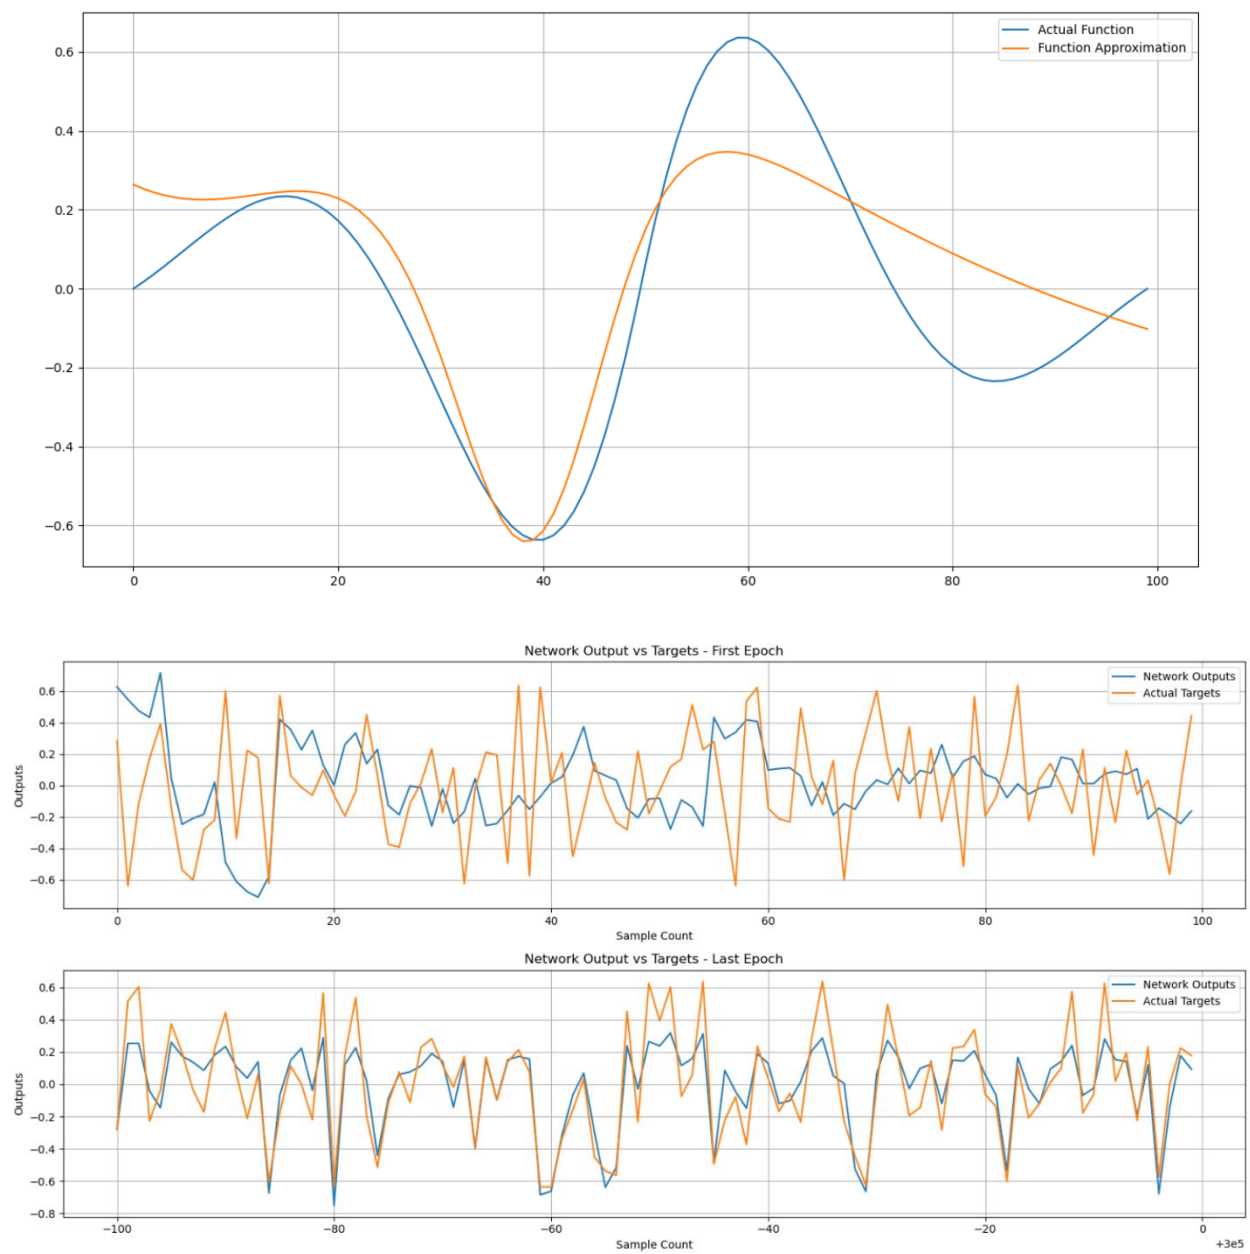 Actual Function
Function Approximation
0.6
0.4
0.2
0.0
−0.2
−0.4
−0.6
0 20 40 60 80 100
Network Output vs Targets - First Epoch
Network Outputs
Actual Targets
Outputs
0.6
0.4
0.2
0.0
−0.2
−0.4
−0.6
0 20 40 60 80 100
Sample Count
Network Output vs Targets - Last Epoch
Network Outputs
Actual Targets
Outputs
0.6
0.4
0.2
0.0
−0.2
−0.4
−0.6
−0.8
−100 −80 −60 −40 −20 0
Sample Count
+3e5